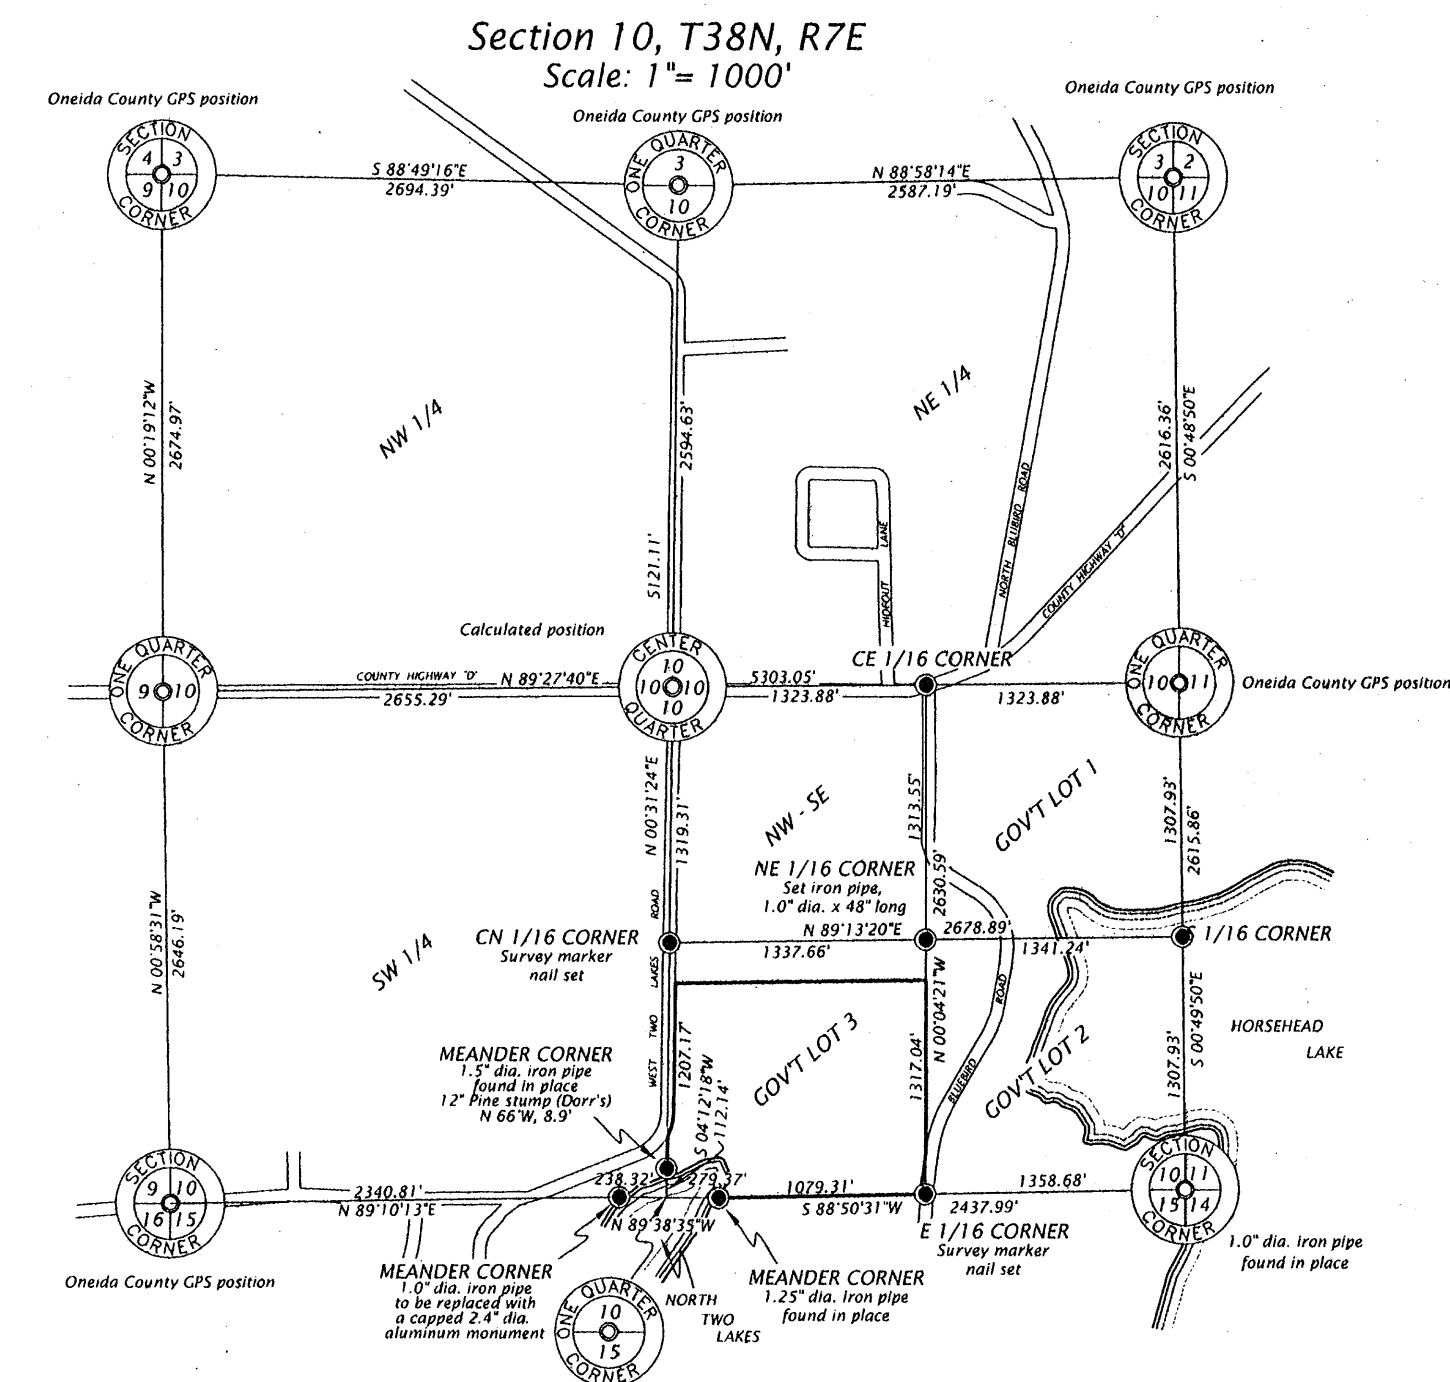 Section 10, T38N, R7E
Scale: 1"= 1000'
Oneida County GPS position
Oneida County GPS position
Oneida County GPS position
SECTION
4 3
9 10
CORNER
S 88°49'16"E
2694.39'
ONE QUARTER
3
10
CORNER
N 88°58'14"E
2587.19'
SECTION
3 2
10 11
CORNER
N 00°19'12"W
2674.97'
NW 1/4
2594.63'
5121.11'
NE 1/4
2616.36'
S 00°48'50"E
HIDEOUT LANE
NORTH BLUBIRD ROAD
COUNTY HIGHWAY "D"
Calculated position
ONE QUARTER
9 10
CORNER
COUNTY HIGHWAY "D"
N 89°27'40"E
2655.29'
CENTER
10
10 10
10
QUARTER
5303.05'
1323.88'
CE 1/16 CORNER
1323.88'
ONE QUARTER
10 11
CORNER
Oneida County GPS position
N 00°31'24"E
1319.31'
NW - SE
1313.55'
2630.59'
GOV'T LOT 1
1307.93'
2615.86'
NE 1/16 CORNER
Set iron pipe,
1.0" dia. x 48" long
N 00°58'31"W
2646.19'
SW 1/4
CN 1/16 CORNER
Survey marker
nail set
N 89°13'20"E
1337.66'
2678.89'
1341.24'
1/16 CORNER
WEST TWO LAKES ROAD
1207.17'
S 04°12'18"W
112.14'
GOV'T LOT 3
1317.04'
N 00°04'21"W
BLUEBIRD ROAD
GOV'T LOT 2
1307.93'
S 00°49'50"E
HORSEHEAD
LAKE
MEANDER CORNER
1.5" dia. iron pipe
found in place
12" Pine stump (Dorr's)
N 66°W, 8.9'
SECTION
9 10
16 15
CORNER
2340.81'
N 89°10'13"E
238.32'
279.37'
N 89°38'35"W
1079.31'
S 88°50'31"W
1358.68'
2437.99'
SECTION
10 11
15 14
CORNER
E 1/16 CORNER
Survey marker
nail set
1.0" dia. iron pipe
found in place
Oneida County GPS position
MEANDER CORNER
1.0" dia. iron pipe
to be replaced with
a capped 2.4" dia.
aluminum monument
ONE QUARTER
10
15
CORNER
NORTH
TWO
LAKES
MEANDER CORNER
1.25" dia. iron pipe
found in place